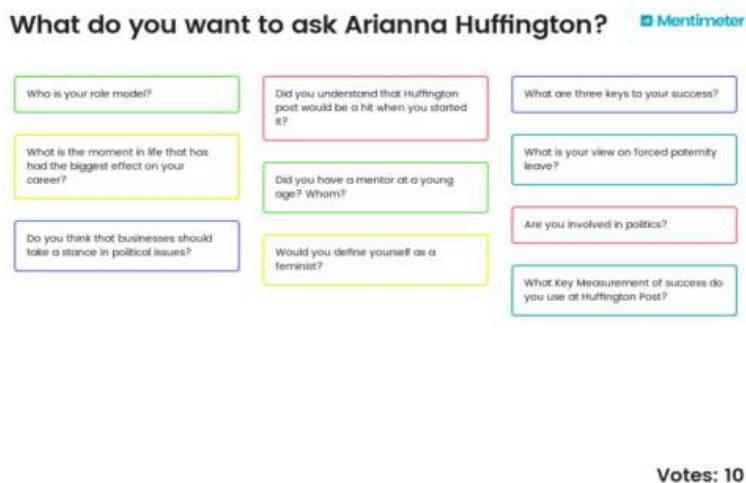 What do you want to ask Arianna Huffington?
Mentimeter
Who is your role model?
What is the moment in life that has
had the biggest effect on your
career?
Do you think that businesses should
take a stance in political issues?
Did you understand that Huffington
post would be a hit when you started
it?
Did you have a mentor at a young
age? Whom?
Would you define yourself as a
feminist?
What are three keys to your success?
What is your view on forced paternity
leave?
Are you involved in politics?
What Key Measurement of success do
you use at Huffington Post?
Votes: 10